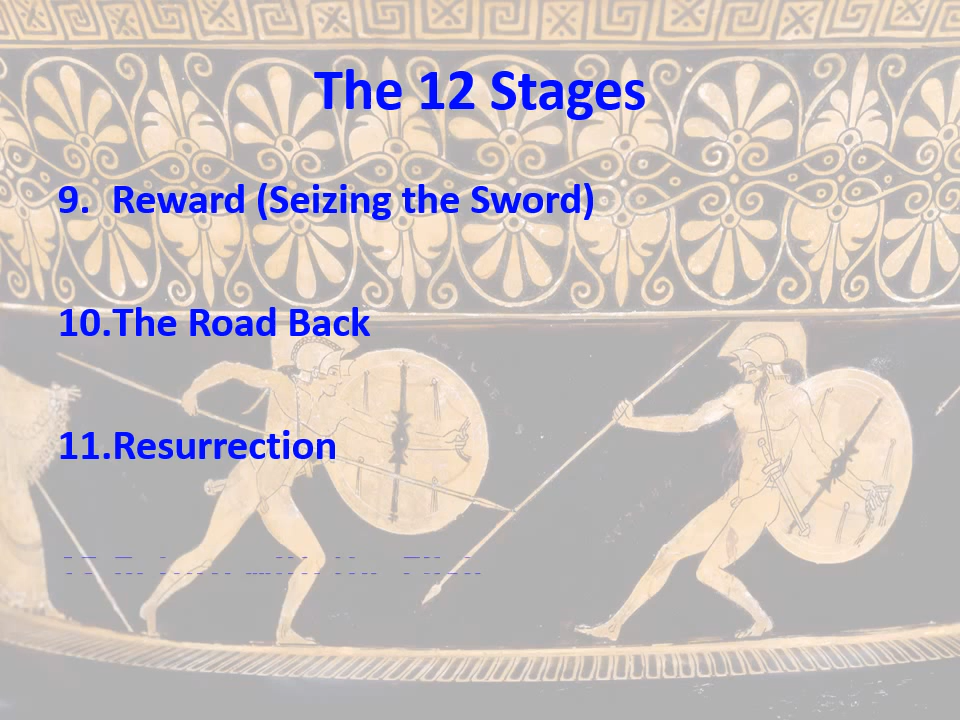 The 12 Stages
9. Reward (Seizing the Sword)
10.The Road Back
11.Resurrection